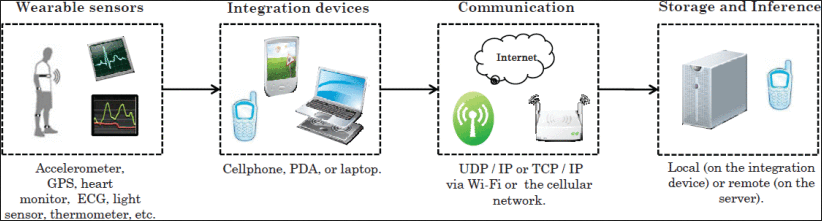 Wearable sensors
Integration devices
Communication
Storage and Inference
Internet
Accelerometer,
GPS, heart
monitor, ECG, light
sensor, thermometer, etc.
Cellphone, PDA, or laptop.
UDP / IP or TCP / IP
via Wi-Fi or the cellular
network.
Local (on the integration
device) or remote (on the
server).